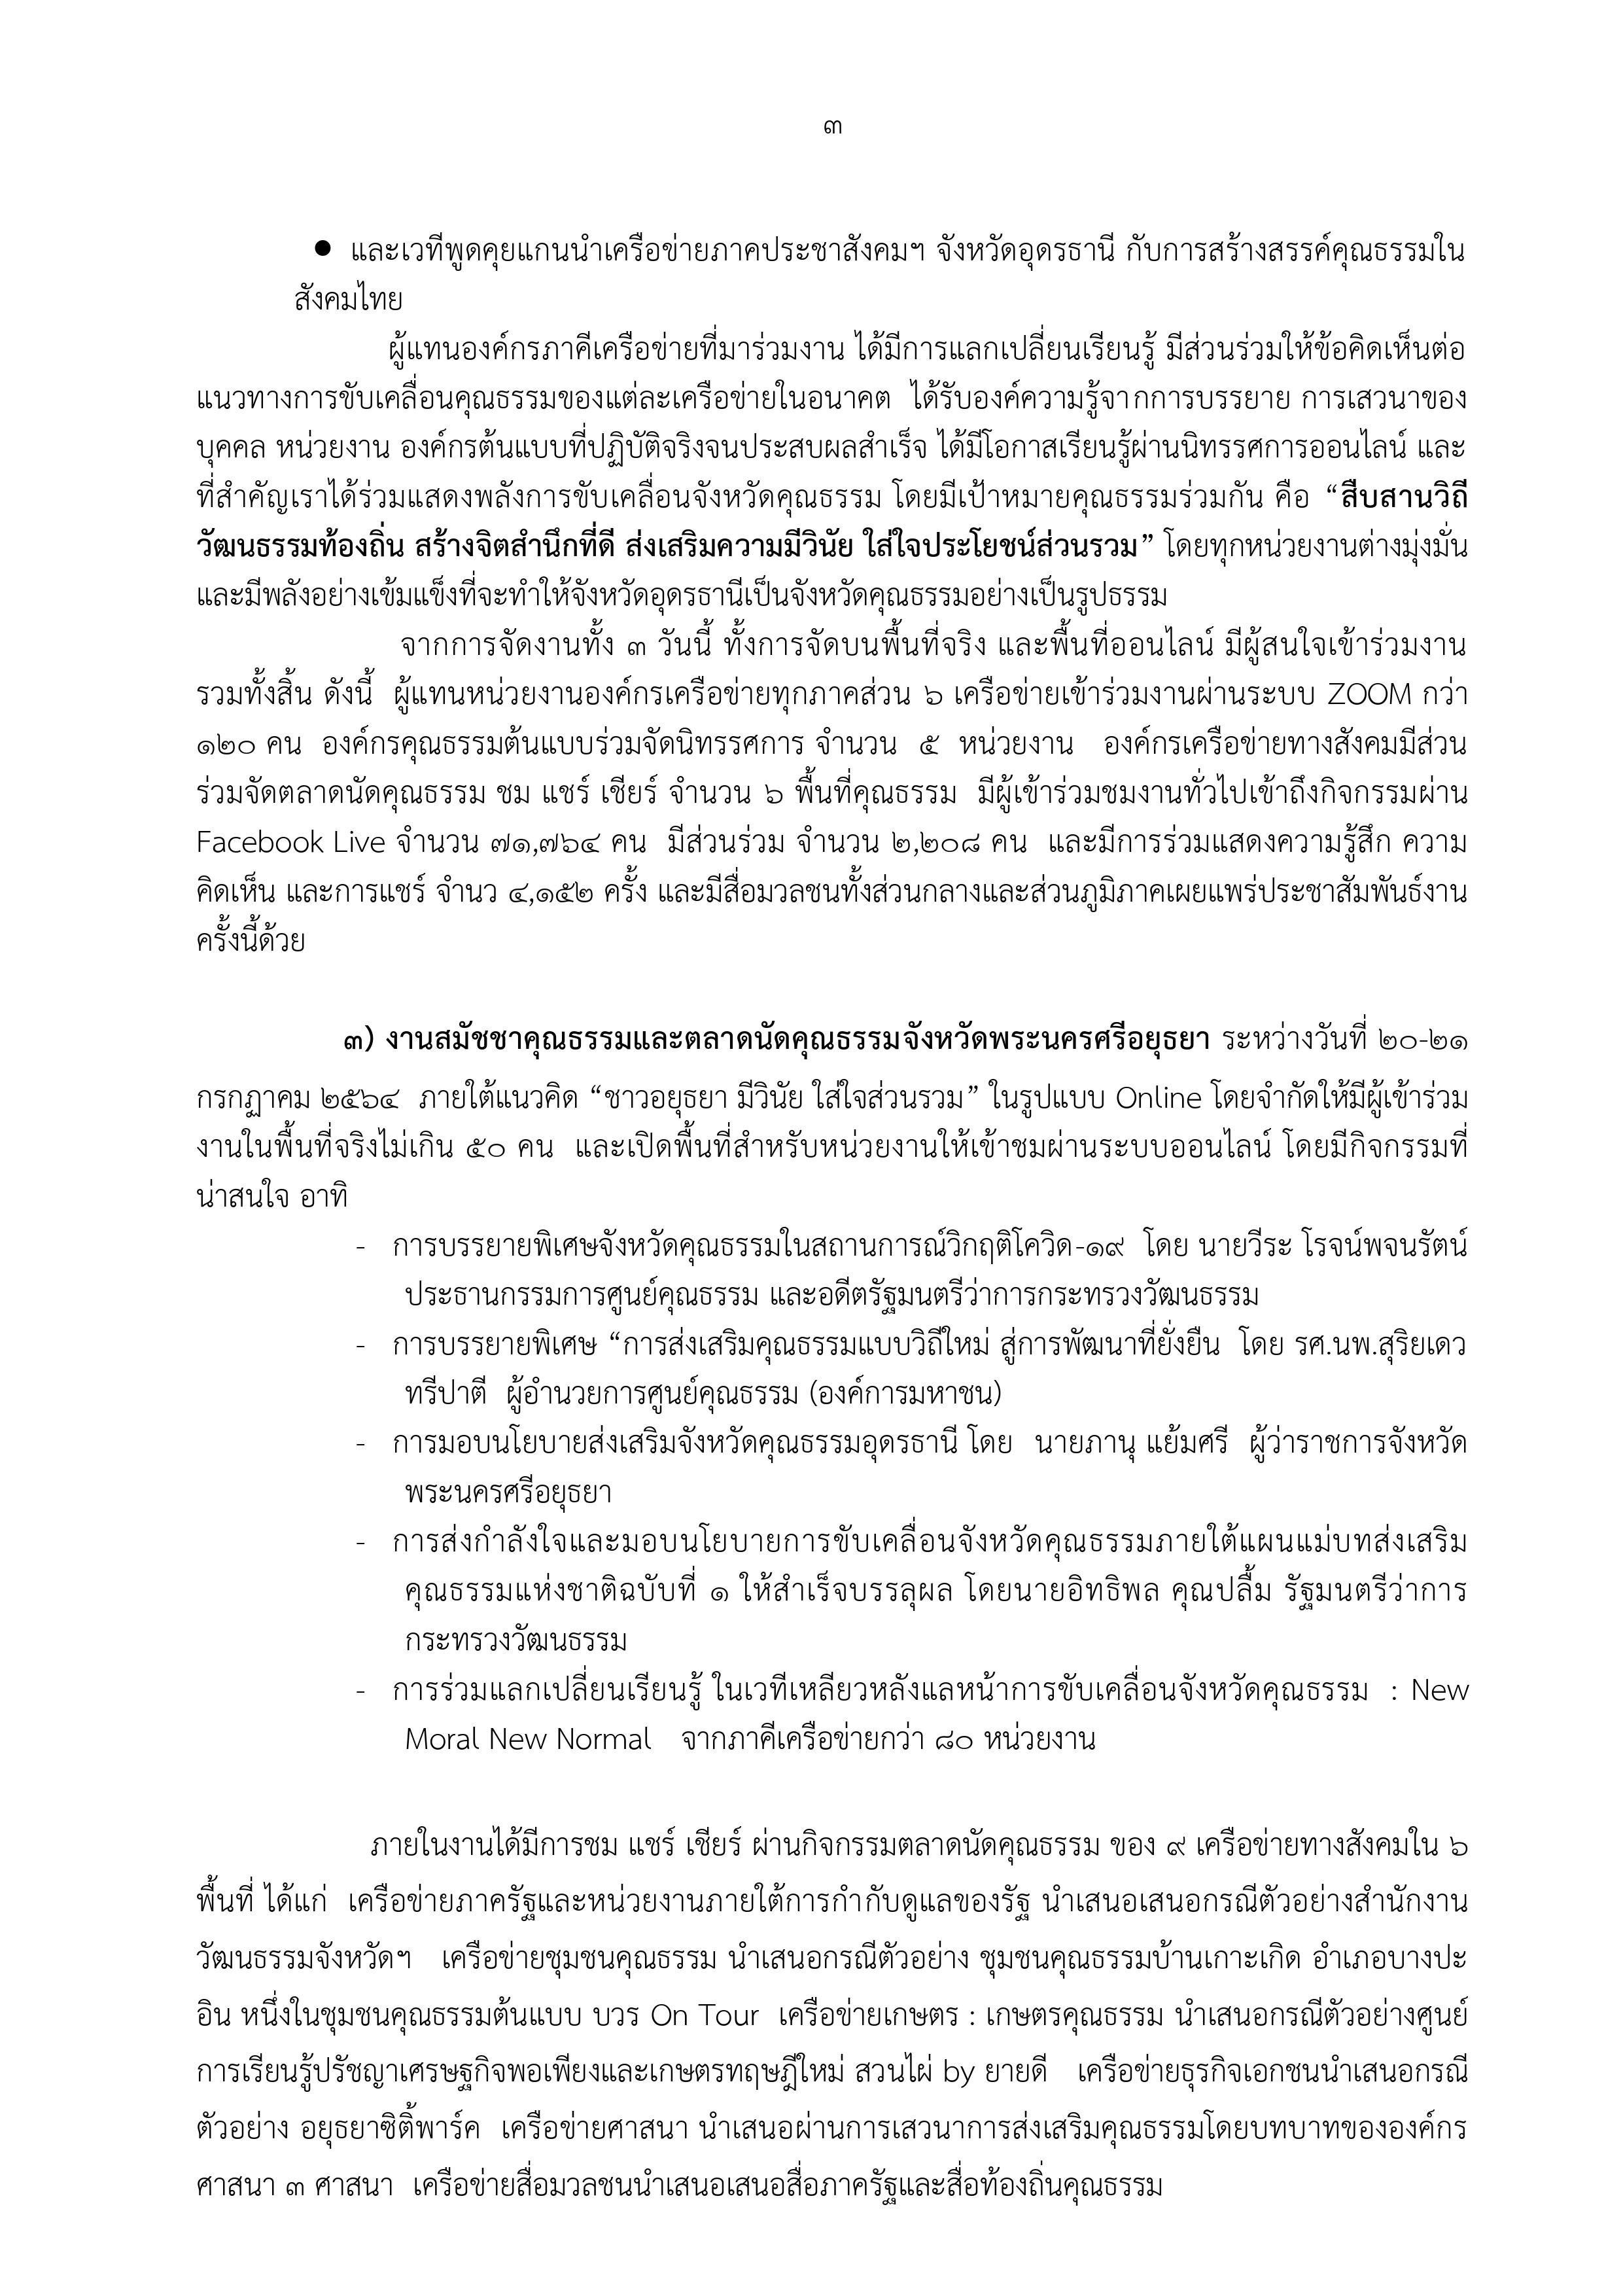 ๓
● และเวทีพูดคุยแกนนำเครือข่ายภาคประชาสังคมฯ จังหวัดอุดรธานี กับการสร้างสรรค์คุณธรรมใน
สังคมไทย
ผู้แทนองค์กรภาคีเครือข่ายที่มาร่วมงาน ได้มีการแลกเปลี่ยนเรียนรู้ มีส่วนร่วมให้ข้อคิดเห็นต่อ
แนวทางการขับเคลื่อนคุณธรรมของแต่ละเครือข่ายในอนาคต ได้รับองค์ความรู้จากการบรรยาย การเสวนาของ
บุคคล หน่วยงาน องค์กรต้นแบบที่ปฏิบัติจริงจนประสบผลสำเร็จ ได้มีโอกาสเรียนรู้ผ่านนิทรรศการออนไลน์ และ
ที่สำคัญเราได้ร่วมแสดงพลังการขับเคลื่อนจังหวัดคุณธรรม โดยมีเป้าหมายคุณธรรมร่วมกัน คือ “สืบสานวิถี
วัฒนธรรมท้องถิ่น สร้างจิตสำนึกที่ดี ส่งเสริมความมีวินัย ใส่ใจประโยชน์ส่วนรวม” โดยทุกหน่วยงานต่างมุ่งมั่น
และมีพลังอย่างเข้มแข็งที่จะทำให้จังหวัดอุดรธานีเป็นจังหวัดคุณธรรมอย่างเป็นรูปธรรม
จากการจัดงานทั้ง ๓ วันนี้ ทั้งการจัดบนพื้นที่จริง และพื้นที่ออนไลน์ มีผู้สนใจเข้าร่วมงาน
รวมทั้งสิ้น ดังนี้ ผู้แทนหน่วยงานองค์กรเครือข่ายทุกภาคส่วน ๖ เครือข่ายเข้าร่วมงานผ่านระบบ ZOOM กว่า
๑๒๐ คน องค์กรคุณธรรมต้นแบบร่วมจัดนิทรรศการ จำนวน ๕ หน่วยงาน องค์กรเครือข่ายทางสังคมมีส่วน
ร่วมจัดตลาดนัดคุณธรรม ชม แชร์ เชียร์ จำนวน ๖ พื้นที่คุณธรรม มีผู้เข้าร่วมชมงานทั่วไปเข้าถึงกิจกรรมผ่าน
Facebook Live จำนวน ๗๑,๗๖๔ คน มีส่วนร่วม จำนวน ๒,๒๐๘ คน และมีการร่วมแสดงความรู้สึก ความ
คิดเห็น และการแชร์ จำนว ๔,๑๕๒ ครั้ง และมีสื่อมวลชนทั้งส่วนกลางและส่วนภูมิภาคเผยแพร่ประชาสัมพันธ์งาน
ครั้งนี้ด้วย
๓) งานสมัชชาคุณธรรมและตลาดนัดคุณธรรมจังหวัดพระนครศรีอยุธยา ระหว่างวันที่ ๒๐-๒๑
กรกฎาคม ๒๕๖๔ ภายใต้แนวคิด “ชาวอยุธยา มีวินัย ใส่ใจส่วนรวม” ในรูปแบบ Online โดยจำกัดให้มีผู้เข้าร่วม
งานในพื้นที่จริงไม่เกิน ๕๐ คน และเปิดพื้นที่สำหรับหน่วยงานให้เข้าชมผ่านระบบออนไลน์ โดยมีกิจกรรมที่
น่าสนใจ อาทิ
- การบรรยายพิเศษจังหวัดคุณธรรมในสถานการณ์วิกฤติโควิด-๑๙ โดย นายวีระ โรจน์พจนรัตน์
ประธานกรรมการศูนย์คุณธรรม และอดีตรัฐมนตรีว่าการกระทรวงวัฒนธรรม
- การบรรยายพิเศษ “การส่งเสริมคุณธรรมแบบวิถีใหม่ สู่การพัฒนาที่ยั่งยืน โดย รศ.นพ.สุริยเดว
ทรีปาตี ผู้อำนวยการศูนย์คุณธรรม (องค์การมหาชน)
- การมอบนโยบายส่งเสริมจังหวัดคุณธรรมอุดรธานี โดย นายภานุ แย้มศรี ผู้ว่าราชการจังหวัด
พระนครศรีอยุธยา
- การส่งกำลังใจและมอบนโยบายการขับเคลื่อนจังหวัดคุณธรรมภายใต้แผนแม่บทส่งเสริม
คุณธรรมแห่งชาติฉบับที่ ๑ ให้สำเร็จบรรลุผล โดยนายอิทธิพล คุณปลื้ม รัฐมนตรีว่าการ
กระทรวงวัฒนธรรม
- การร่วมแลกเปลี่ยนเรียนรู้ ในเวทีเหลียวหลังแลหน้าการขับเคลื่อนจังหวัดคุณธรรม : New
Moral New Normal จากภาคีเครือข่ายกว่า ๘๐ หน่วยงาน
ภายในงานได้มีการชม แชร์ เชียร์ ผ่านกิจกรรมตลาดนัดคุณธรรม ของ ๙ เครือข่ายทางสังคมใน ๖
พื้นที่ ได้แก่ เครือข่ายภาครัฐและหน่วยงานภายใต้การกำกับดูแลของรัฐ นำเสนอเสนอกรณีตัวอย่างสำนักงาน
วัฒนธรรมจังหวัดฯ เครือข่ายชุมชนคุณธรรม นำเสนอกรณีตัวอย่าง ชุมชนคุณธรรมบ้านเกาะเกิด อำเภอบางปะ
อิน หนึ่งในชุมชนคุณธรรมต้นแบบ บวร On Tour เครือข่ายเกษตร : เกษตรคุณธรรม นำเสนอกรณีตัวอย่างศูนย์
การเรียนรู้ปรัชญาเศรษฐกิจพอเพียงและเกษตรทฤษฎีใหม่ สวนไผ่ by ยายดี เครือข่ายธุรกิจเอกชนนำเสนอกรณี
ตัวอย่าง อยุธยาซิติ้พาร์ค เครือข่ายศาสนา นำเสนอผ่านการเสวนาการส่งเสริมคุณธรรมโดยบทบาทขององค์กร
ศาสนา ๓ ศาสนา เครือข่ายสื่อมวลชนนำเสนอเสนอสื่อภาครัฐและสื่อท้องถิ่นคุณธรรม